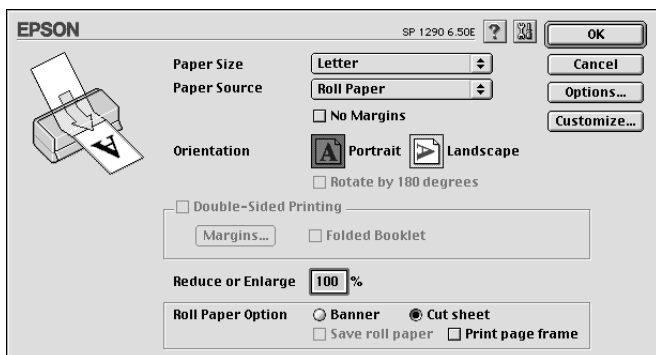 EPSON
SP 1290 6.50E
?
OK
Paper Size
Letter
Cancel
Paper Source
Roll Paper
Options...
No Margins
Customize...
Orientation
A
Portrait
A
Landscape
Rotate by 180 degrees
Double-Sided Printing
Margins...
Folded Booklet
Reduce or Enlarge
100 %
Roll Paper Option
Banner
Cut sheet
Save roll paper
Print page frame
A